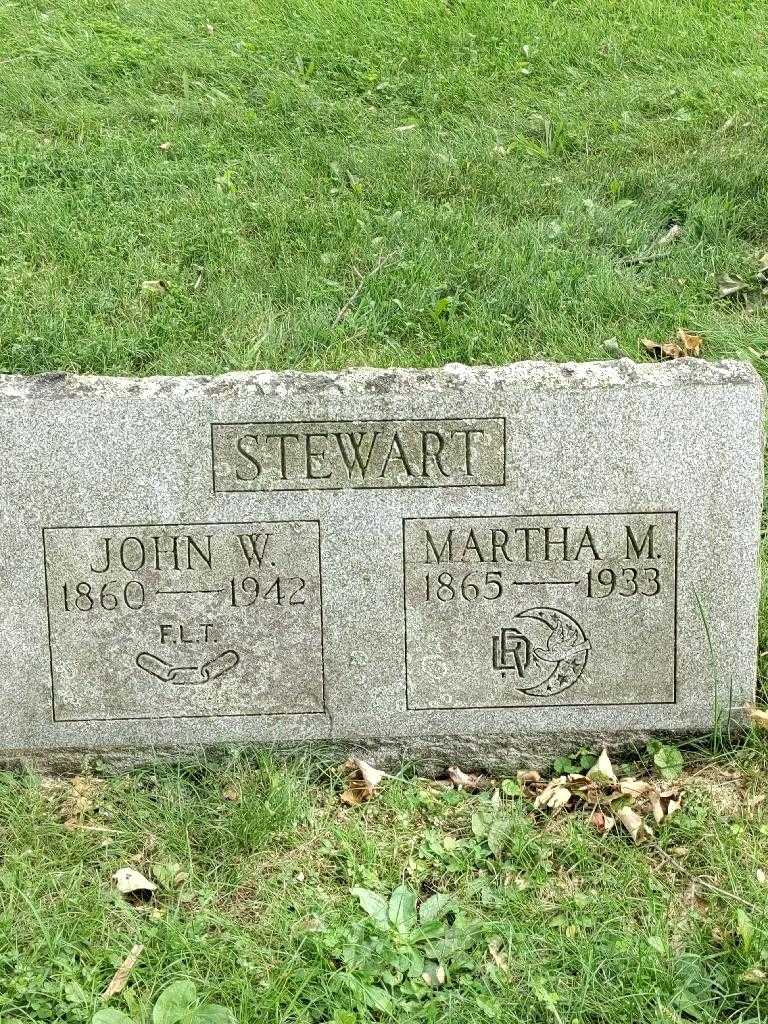 STEWART
JOHN W.
1860 — 1942
F.L.T.
MARTHA M.
1865 — 1933